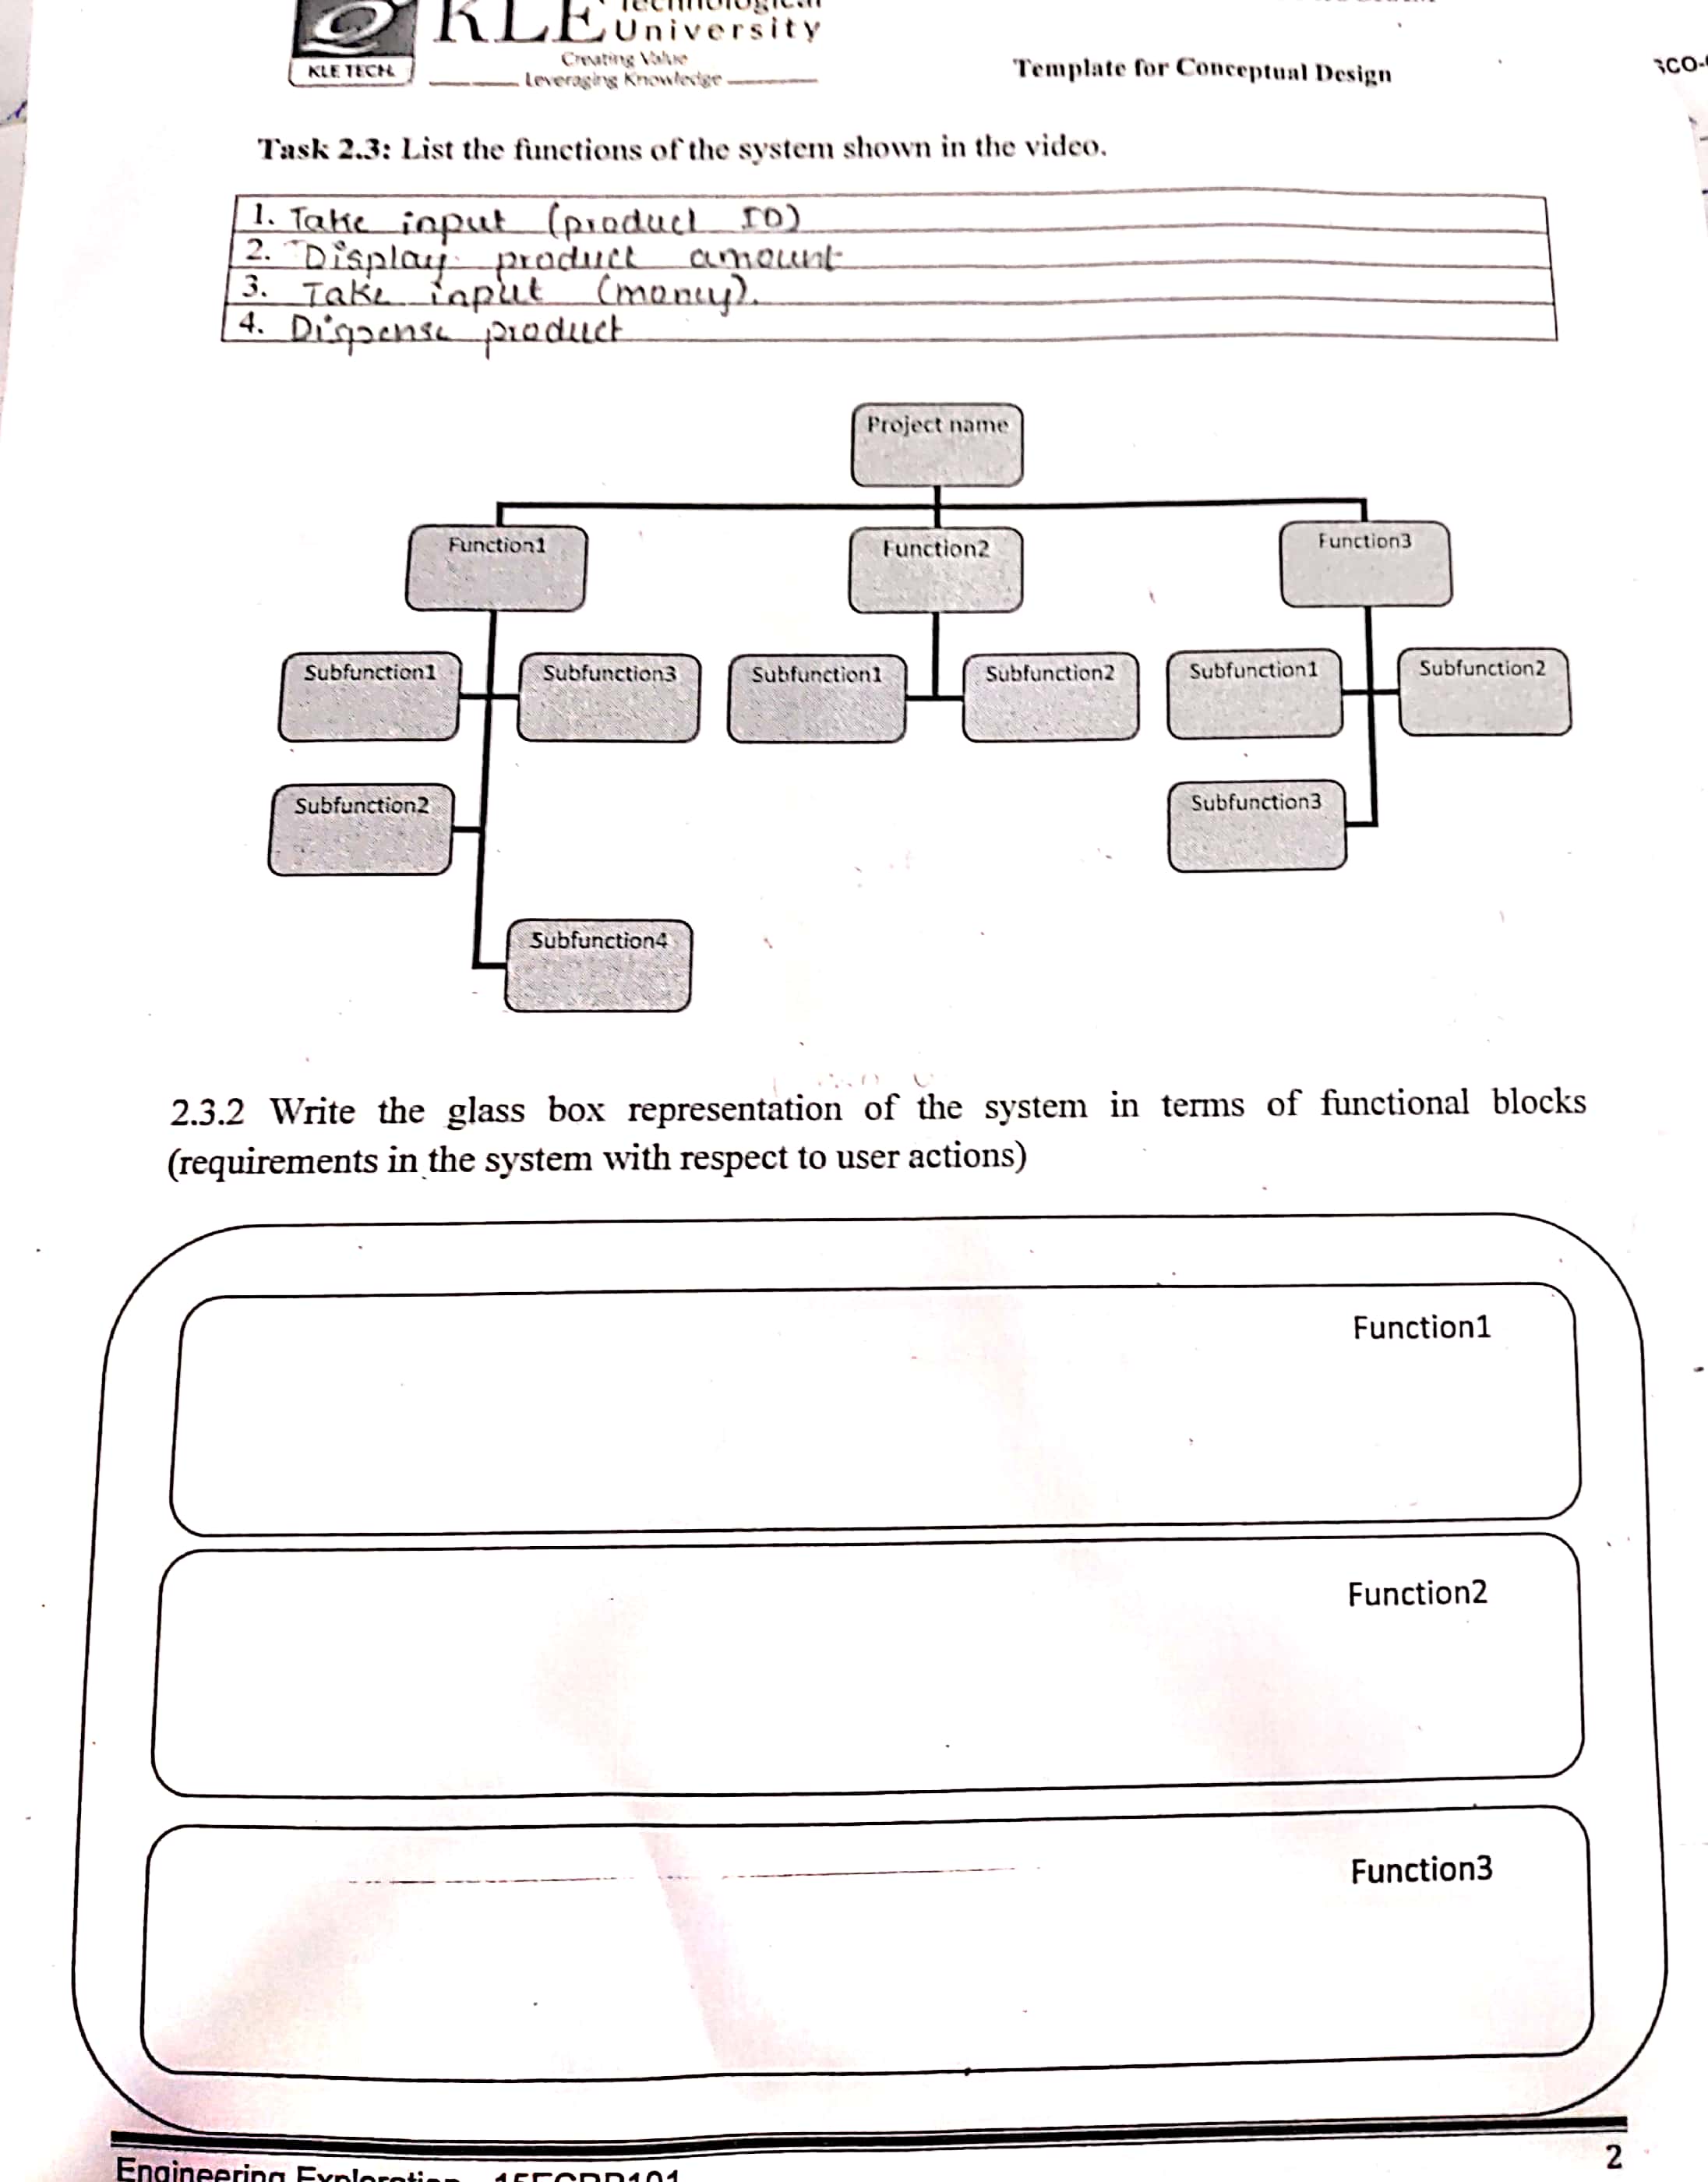 KLE Technological
University
Creating Value
Leveraging Knowledge
KLE TECH.
Template for Conceptual Design
Task 2.3: List the functions of the system shown in the video.
1. Take input (product ID)
2. Display product amount
3. Take input (money).
4. Dispense product
Project name
Function1
Function2
Function3
Subfunction1
Subfunction3
Subfunction1
Subfunction2
Subfunction1
Subfunction2
Subfunction2
Subfunction3
Subfunction4
2.3.2 Write the glass box representation of the system in terms of functional blocks
(requirements in the system with respect to user actions)
Function1
Function2
Function3
2
Engineering Exploration